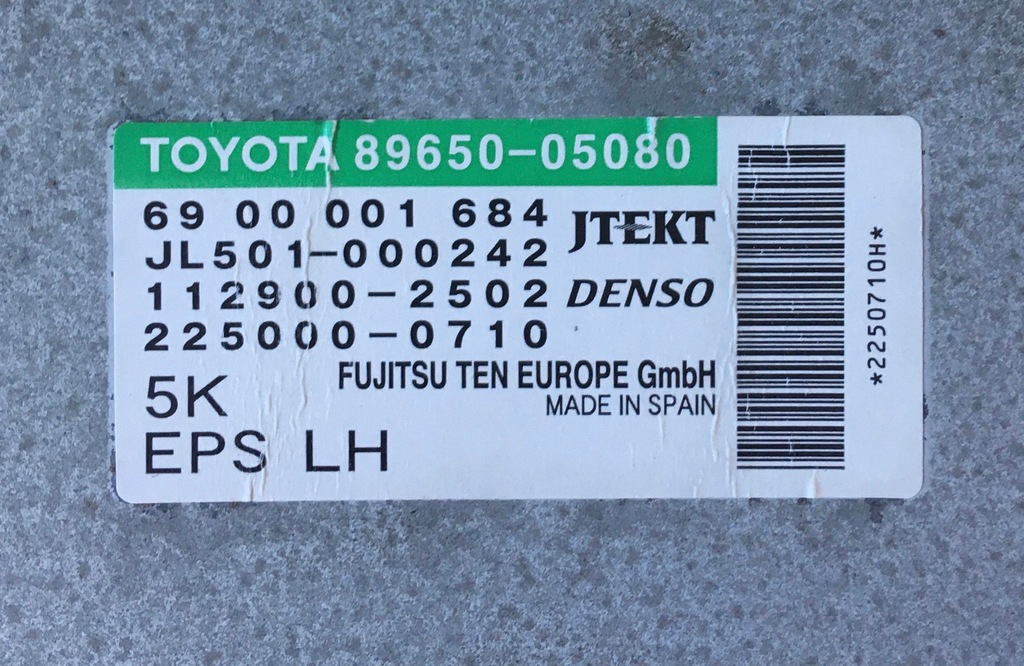 TOYOTA 89650-05080
69 00 001 684
JTEKT
JL501-000242
112900-2502
DENSO
225000-0710
FUJITSU TEN EUROPE GmbH
5K
MADE IN SPAIN
EPS LH
*2250710H*